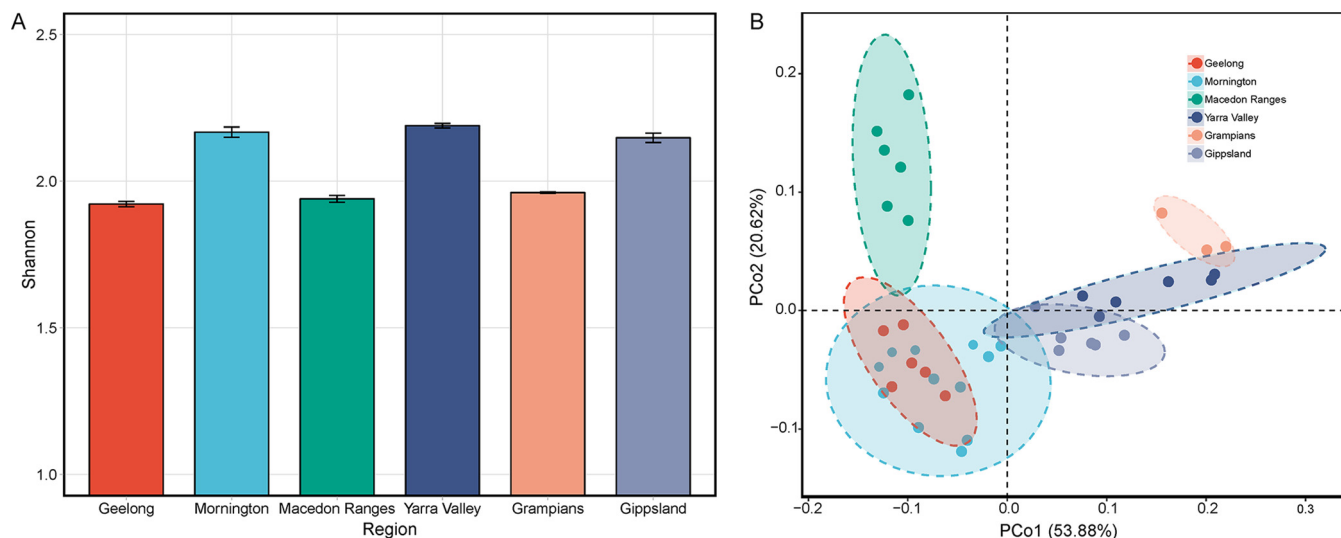 A
2.5
2.0
1.5
1.0
Shannon
Geelong
Mornington
Macedon Ranges
Yarra Valley
Grampians
Gippsland
Region
B
Geelong
Mornington
Macedon Ranges
Yarra Valley
Grampians
Gippsland
0.2
0.1
0.0
−0.1
PCo2 (20.62%)
−0.2
−0.1
0.0
0.1
0.2
0.3
PCo1 (53.88%)